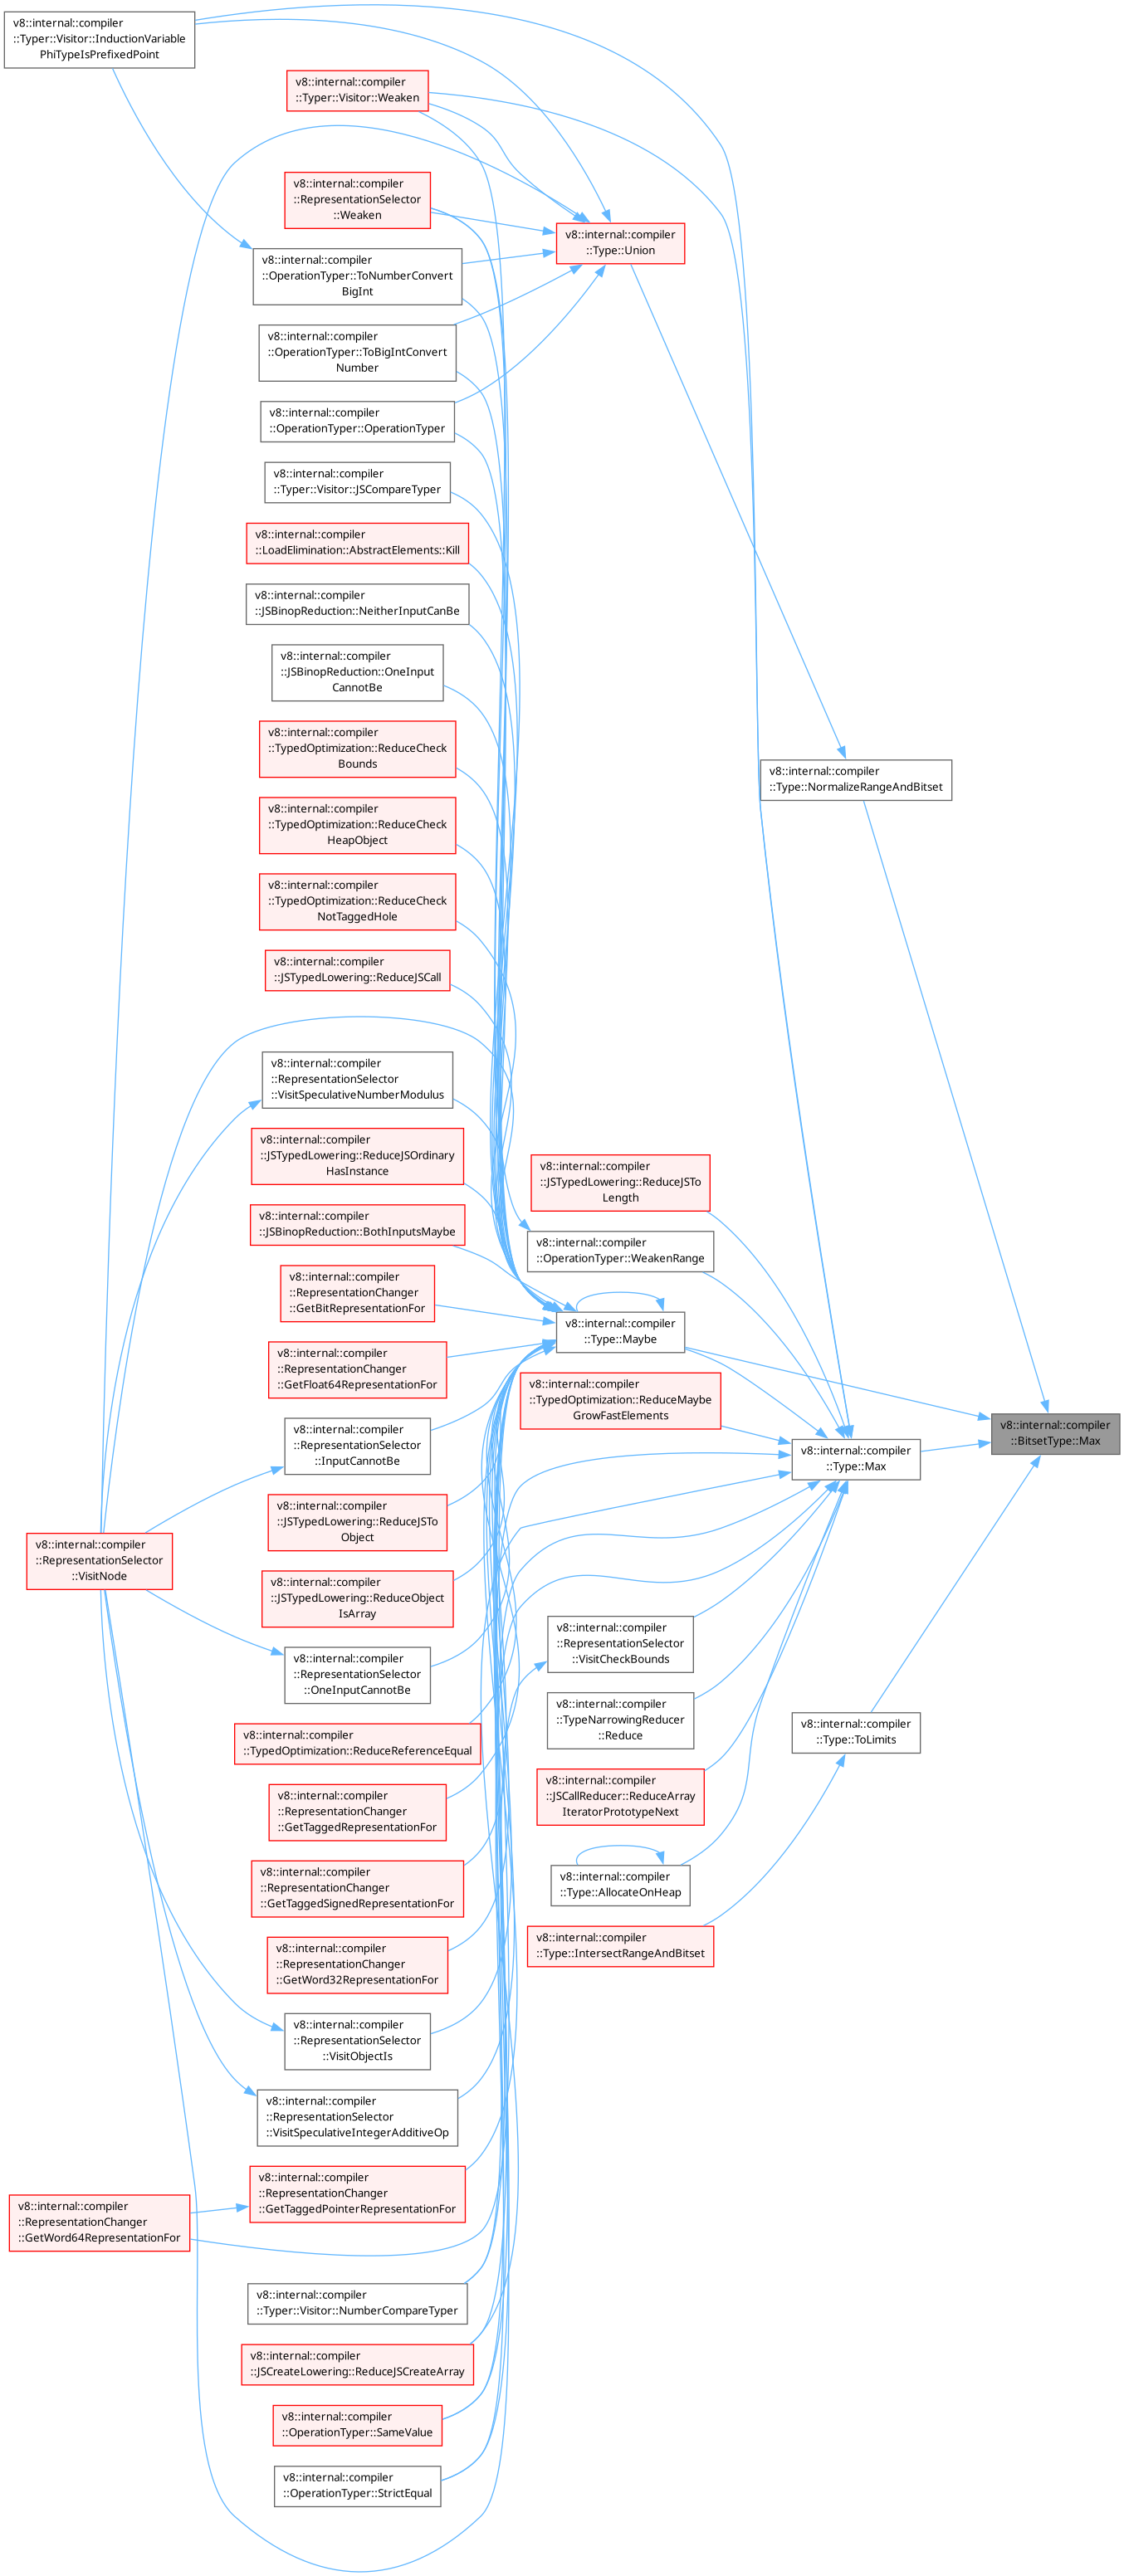 v8::internal::compiler
::Typer::Visitor::InductionVariable
PhiTypeIsPrefixedPoint
v8::internal::compiler
::Typer::Visitor::Weaken
v8::internal::compiler
::RepresentationSelector
::Weaken
v8::internal::compiler
::Type::Union
v8::internal::compiler
::OperationTyper::ToNumberConvert
BigInt
v8::internal::compiler
::OperationTyper::ToBigIntConvert
Number
v8::internal::compiler
::OperationTyper::OperationTyper
v8::internal::compiler
::Typer::Visitor::JSCompareTyper
v8::internal::compiler
::LoadElimination::AbstractElements::Kill
v8::internal::compiler
::JSBinopReduction::NeitherInputCanBe
v8::internal::compiler
::JSBinopReduction::OneInput
CannotBe
v8::internal::compiler
::TypedOptimization::ReduceCheck
Bounds
v8::internal::compiler
::Type::NormalizeRangeAndBitset
v8::internal::compiler
::TypedOptimization::ReduceCheck
HeapObject
v8::internal::compiler
::TypedOptimization::ReduceCheck
NotTaggedHole
v8::internal::compiler
::JSTypedLowering::ReduceJSCall
v8::internal::compiler
::RepresentationSelector
::VisitSpeculativeNumberModulus
v8::internal::compiler
::JSTypedLowering::ReduceJSOrdinary
HasInstance
v8::internal::compiler
::JSTypedLowering::ReduceJSTo
Length
v8::internal::compiler
::JSBinopReduction::BothInputsMaybe
v8::internal::compiler
::OperationTyper::WeakenRange
v8::internal::compiler
::RepresentationChanger
::GetBitRepresentationFor
v8::internal::compiler
::Type::Maybe
v8::internal::compiler
::RepresentationChanger
::GetFloat64RepresentationFor
v8::internal::compiler
::TypedOptimization::ReduceMaybe
GrowFastElements
v8::internal::compiler
::BitsetType::Max
v8::internal::compiler
::RepresentationSelector
::InputCannotBe
v8::internal::compiler
::Type::Max
v8::internal::compiler
::JSTypedLowering::ReduceJSTo
Object
v8::internal::compiler
::RepresentationSelector
::VisitNode
v8::internal::compiler
::JSTypedLowering::ReduceObject
IsArray
v8::internal::compiler
::RepresentationSelector
::VisitCheckBounds
v8::internal::compiler
::RepresentationSelector
::OneInputCannotBe
v8::internal::compiler
::TypeNarrowingReducer
::Reduce
v8::internal::compiler
::Type::ToLimits
v8::internal::compiler
::TypedOptimization::ReduceReferenceEqual
v8::internal::compiler
::JSCallReducer::ReduceArray
IteratorPrototypeNext
v8::internal::compiler
::RepresentationChanger
::GetTaggedRepresentationFor
v8::internal::compiler
::Type::AllocateOnHeap
v8::internal::compiler
::RepresentationChanger
::GetTaggedSignedRepresentationFor
v8::internal::compiler
::Type::IntersectRangeAndBitset
v8::internal::compiler
::RepresentationChanger
::GetWord32RepresentationFor
v8::internal::compiler
::RepresentationSelector
::VisitObjectIs
v8::internal::compiler
::RepresentationSelector
::VisitSpeculativeIntegerAdditiveOp
v8::internal::compiler
::RepresentationChanger
::GetTaggedPointerRepresentationFor
v8::internal::compiler
::RepresentationChanger
::GetWord64RepresentationFor
v8::internal::compiler
::Typer::Visitor::NumberCompareTyper
v8::internal::compiler
::JSCreateLowering::ReduceJSCreateArray
v8::internal::compiler
::OperationTyper::SameValue
v8::internal::compiler
::OperationTyper::StrictEqual